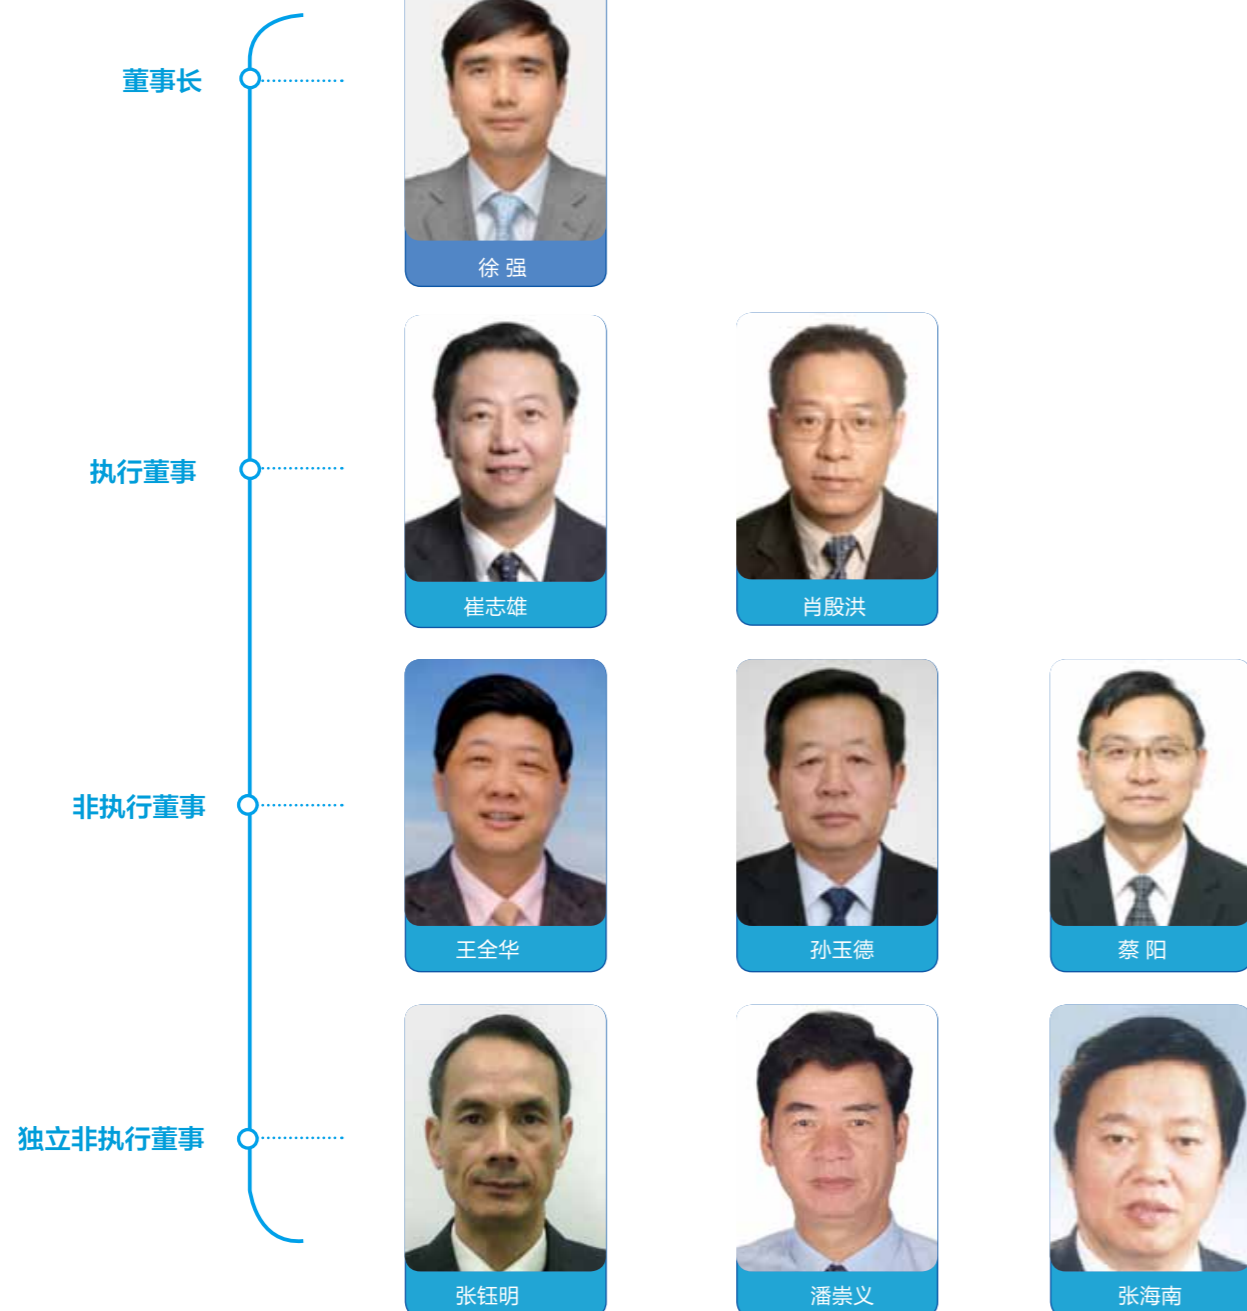 董事长
徐 强
执行董事
崔志雄
肖殷洪
非执行董事
王全华
孙玉德
蔡 阳
独立非执行董事
张钰明
潘崇义
张海南